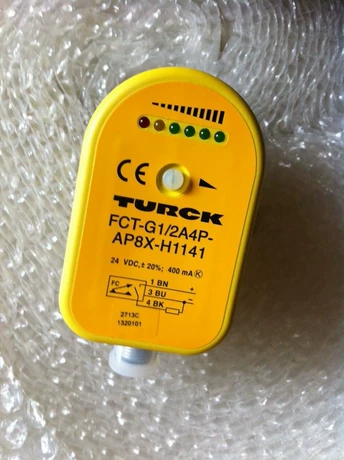 CE
TURCK
FCT-G1/2A4P-
AP8X-H1141
24 VDC,± 20%; 400 mA K
FC 1 BN +
3 BU -
4 BK
2713C
1320101